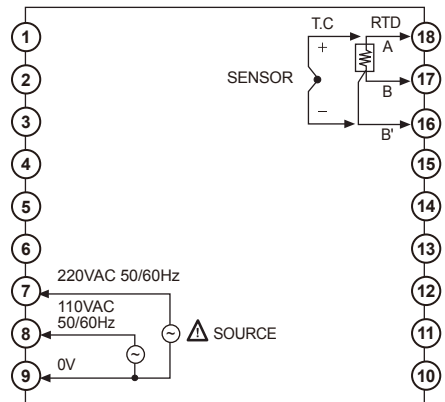 T.C RTD
1 + A 18
SENSOR
2 B 17
3 − B' 16
4 15
5 14
6 13
220VAC 50/60Hz
7 12
110VAC
50/60Hz
8 ~ ⚠ SOURCE 11
~
0V
9 10